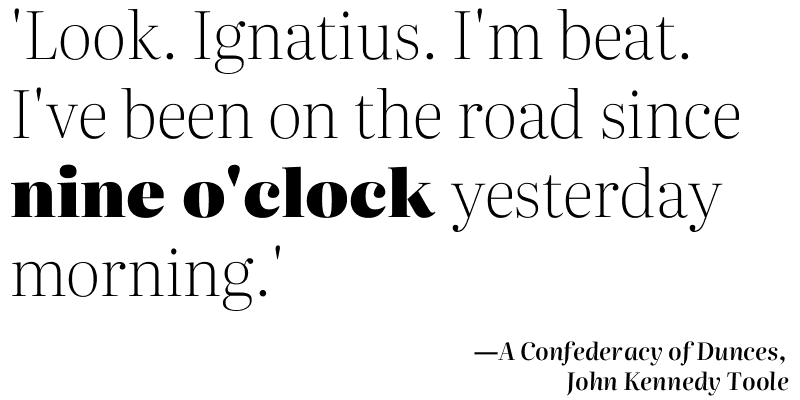 'Look. Ignatius. I'm beat.
I've been on the road since
nine o'clock yesterday
morning.'
—A Confederacy of Dunces,
John Kennedy Toole